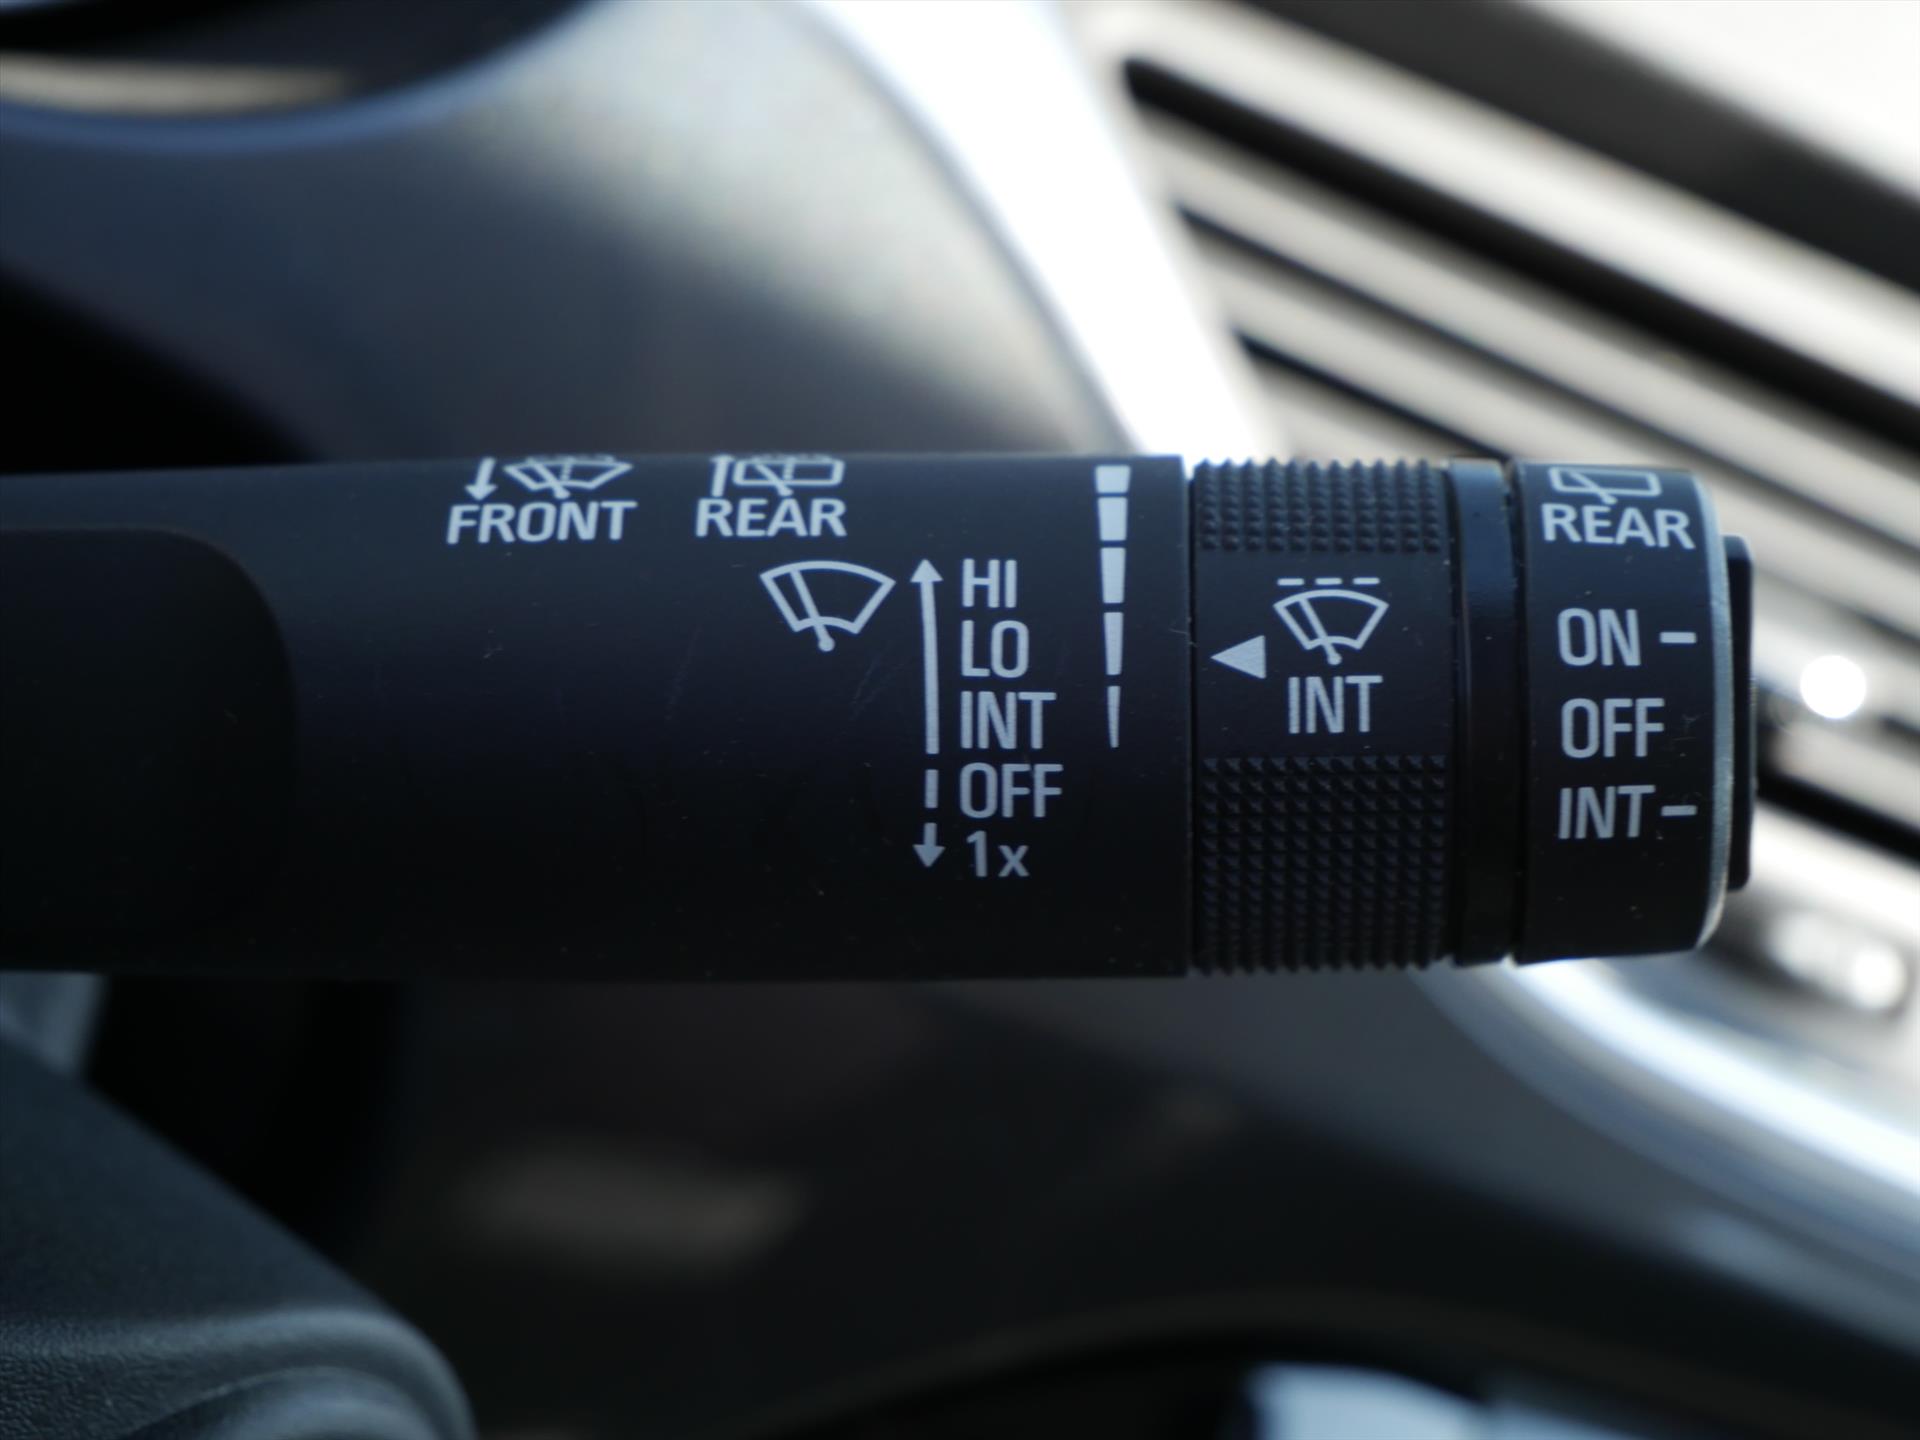 FRONT
REAR
HI
LO
INT
OFF
1x
INT
REAR
ON
OFF
INT